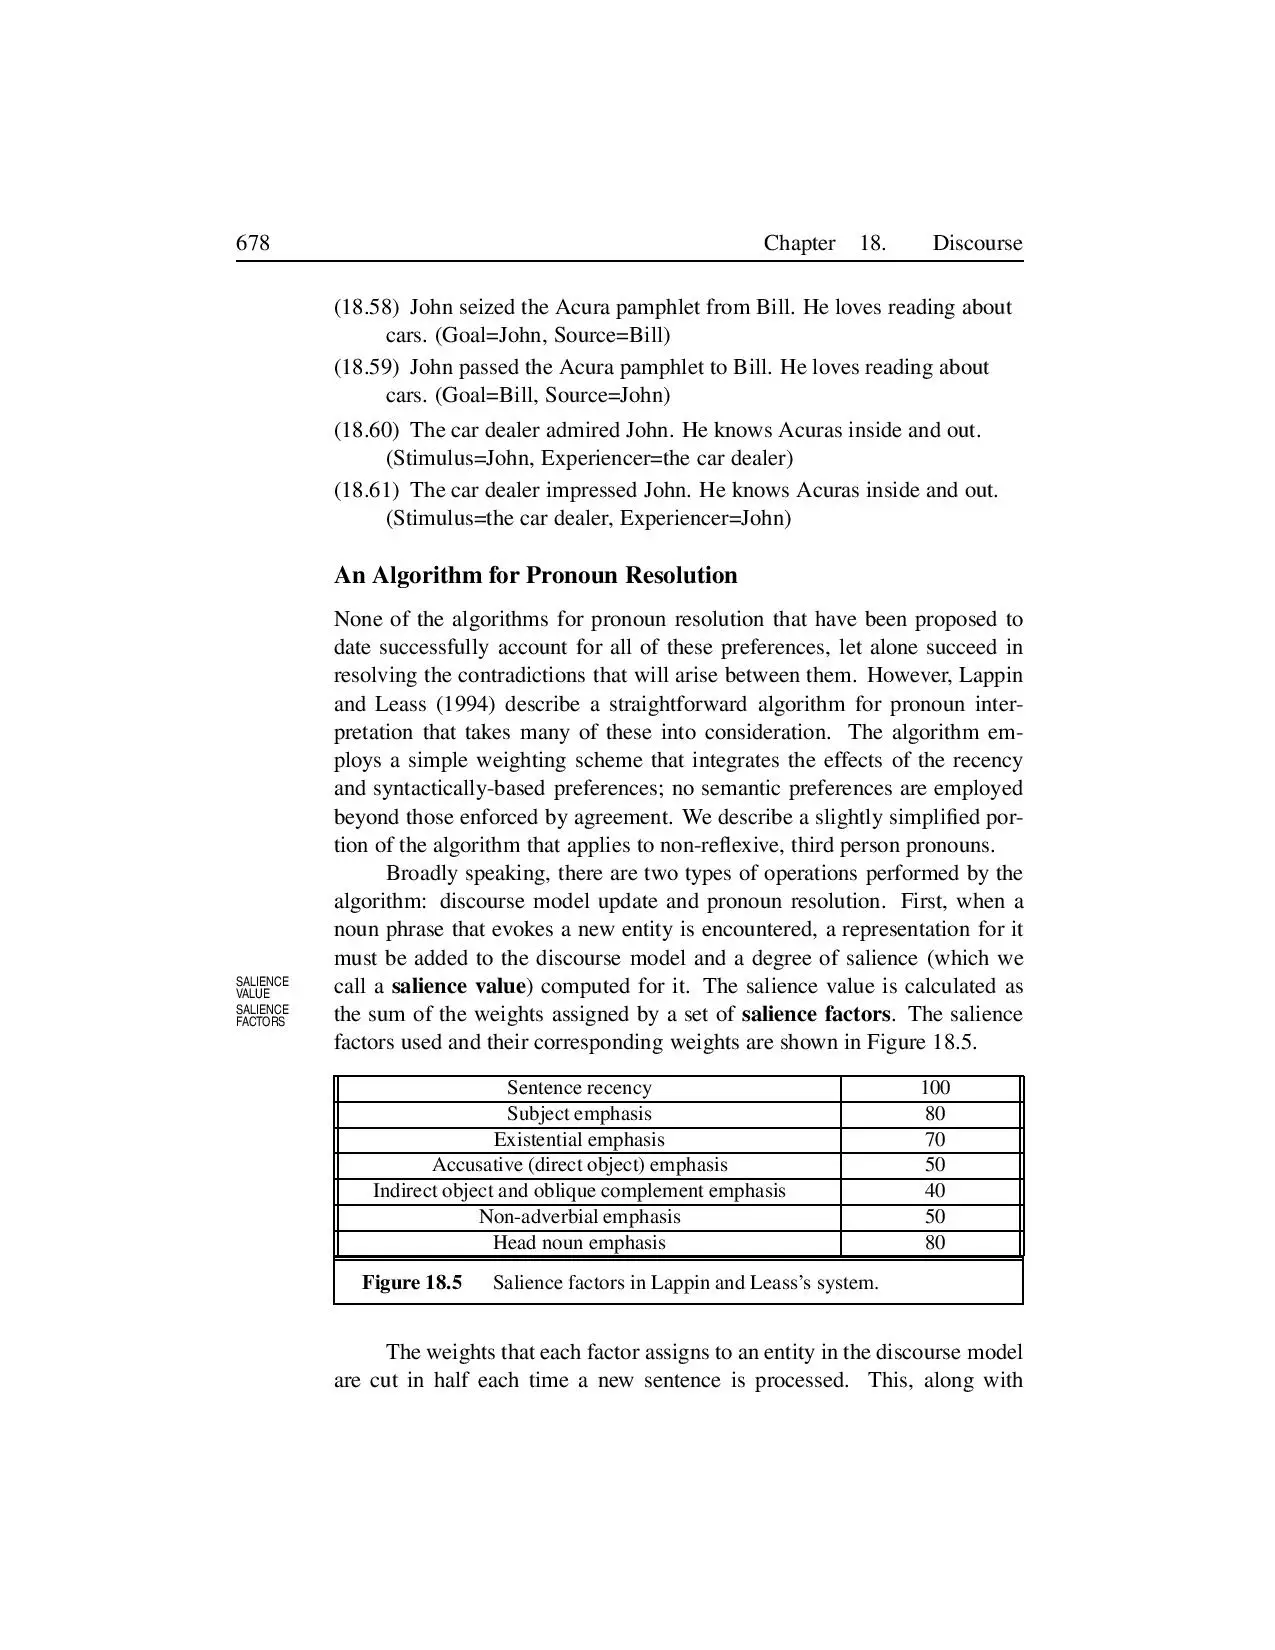 678 Chapter 18. Discourse
(18.58) John seized the Acura pamphlet from Bill. He loves reading about
cars. (Goal=John, Source=Bill)
(18.59) John passed the Acura pamphlet to Bill. He loves reading about
cars. (Goal=Bill, Source=John)
(18.60) The car dealer admired John. He knows Acuras inside and out.
(Stimulus=John, Experiencer=the car dealer)
(18.61) The car dealer impressed John. He knows Acuras inside and out.
(Stimulus=the car dealer, Experiencer=John)
An Algorithm for Pronoun Resolution
None of the algorithms for pronoun resolution that have been proposed to
date successfully account for all of these preferences, let alone succeed in
resolving the contradictions that will arise between them. However, Lappin
and Leass (1994) describe a straightforward algorithm for pronoun inter-
pretation that takes many of these into consideration. The algorithm em-
ploys a simple weighting scheme that integrates the effects of the recency
and syntactically-based preferences; no semantic preferences are employed
beyond those enforced by agreement. We describe a slightly simplified por-
tion of the algorithm that applies to non-reflexive, third person pronouns.
Broadly speaking, there are two types of operations performed by the
algorithm: discourse model update and pronoun resolution. First, when a
noun phrase that evokes a new entity is encountered, a representation for it
must be added to the discourse model and a degree of salience (which we
SALIENCE
VALUE
call a salience value) computed for it. The salience value is calculated as
SALIENCE
FACTORS
the sum of the weights assigned by a set of salience factors. The salience
factors used and their corresponding weights are shown in Figure 18.5.
Sentence recency 100
Subject emphasis 80
Existential emphasis 70
Accusative (direct object) emphasis 50
Indirect object and oblique complement emphasis 40
Non-adverbial emphasis 50
Head noun emphasis 80
Figure 18.5 Salience factors in Lappin and Leass's system.
The weights that each factor assigns to an entity in the discourse model
are cut in half each time a new sentence is processed. This, along with